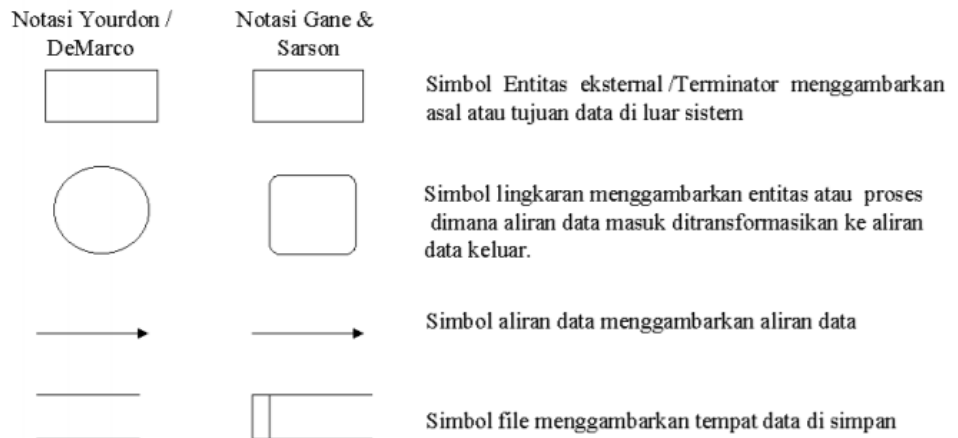 Notasi Yourdon /
DeMarco
Notasi Gane &
Sarson
Simbol Entitas eksternal /Terminator menggambarkan
asal atau tujuan data di luar sistem
Simbol lingkaran menggambarkan entitas atau proses
dimana aliran data masuk ditransformasikan ke aliran
data keluar.
Simbol aliran data menggambarkan aliran data
Simbol file menggambarkan tempat data di simpan